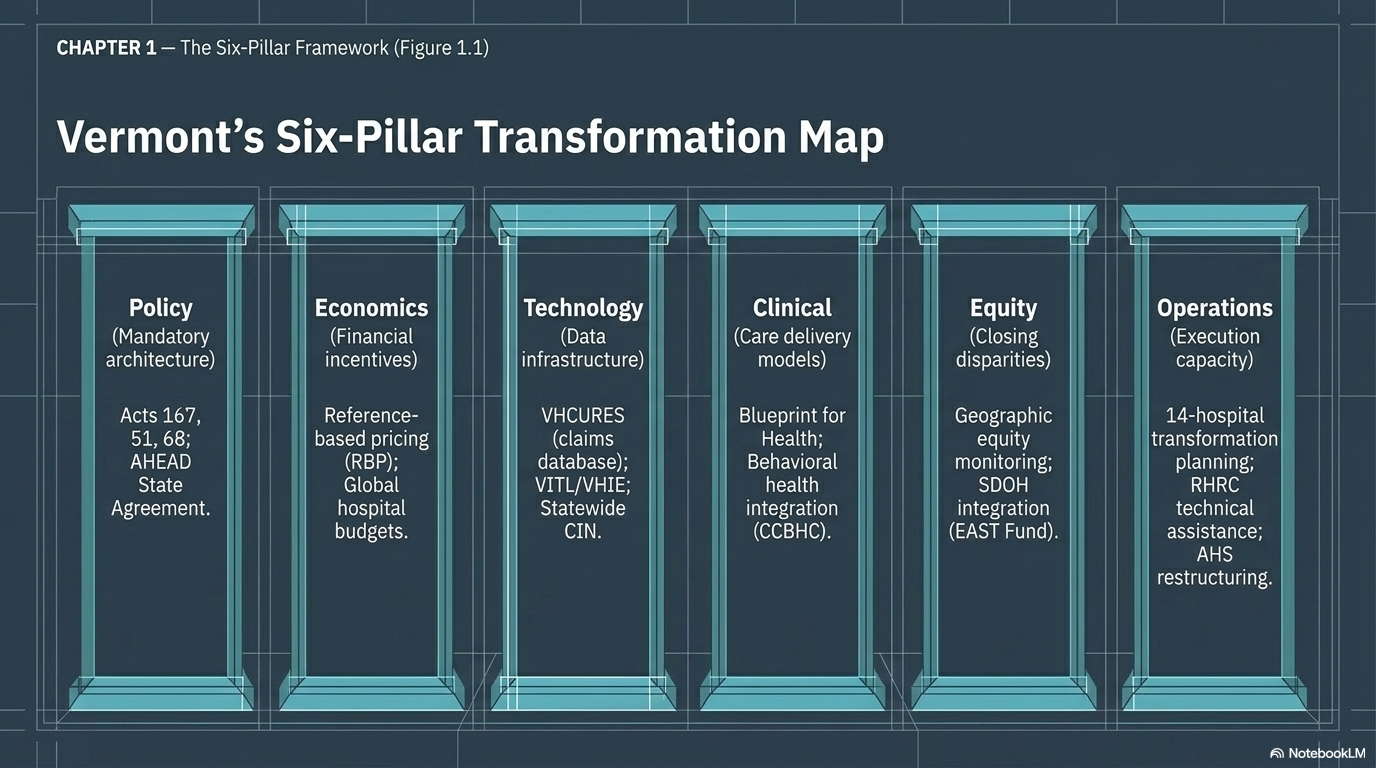 CHAPTER 1 — The Six-Pillar Framework (Figure 1.1)
Vermont’s Six-Pillar Transformation Map
Policy
(Mandatory
architecture)
Acts 167,
51, 68;
AHEAD
State
Agreement.
Economics
(Financial
incentives)
Reference-
based pricing
(RBP);
Global
hospital
budgets.
Technology
(Data
infrastructure)
VHCURES
(claims
database);
VITL/VHIE;
Statewide
CIN.
Clinical
(Care delivery
models)
Blueprint for
Health;
Behavioral
health
integration
(CCBHC).
Equity
(Closing
disparities)
Geographic
equity
monitoring;
SDOH
integration
(EAST Fund).
Operations
(Execution
capacity)
14-hospital
transformation
planning;
RHRC
technical
assistance;
AHS
restructuring.
NotebookLM